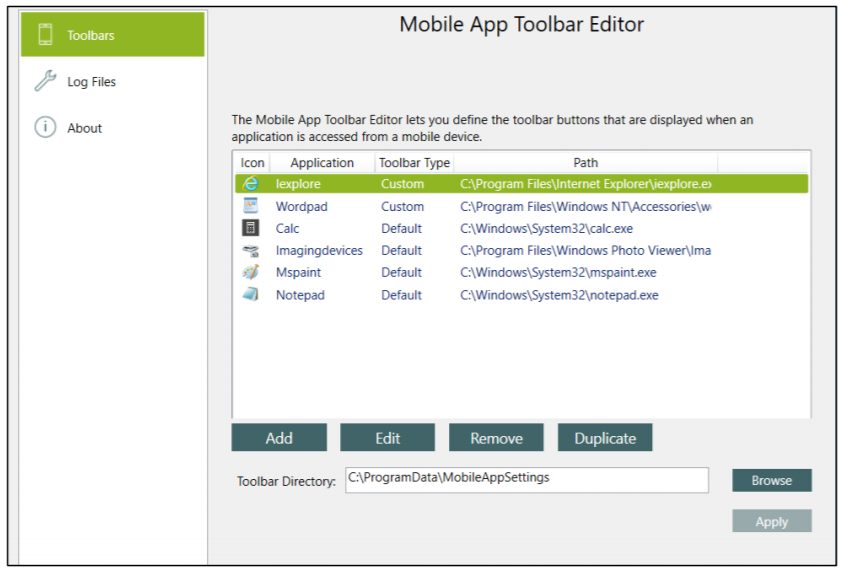 Mobile App Toolbar Editor
Toolbars
Log Files
About
The Mobile App Toolbar Editor lets you define the toolbar buttons that are displayed when an
application is accessed from a mobile device.
Icon Application Toolbar Type Path
Iexplore Custom C:\Program Files\Internet Explorer\iexplore.ex
Wordpad Custom C:\Program Files\Windows NT\Accessories\w
Calc Default C:\Windows\System32\calc.exe
Imagingdevices Default C:\Program Files\Windows Photo Viewer\Ima
Mspaint Default C:\Windows\System32\mspaint.exe
Notepad Default C:\Windows\System32\notepad.exe
Add Edit Remove Duplicate
Toolbar Directory: C:\ProgramData\MobileAppSettings Browse
Apply